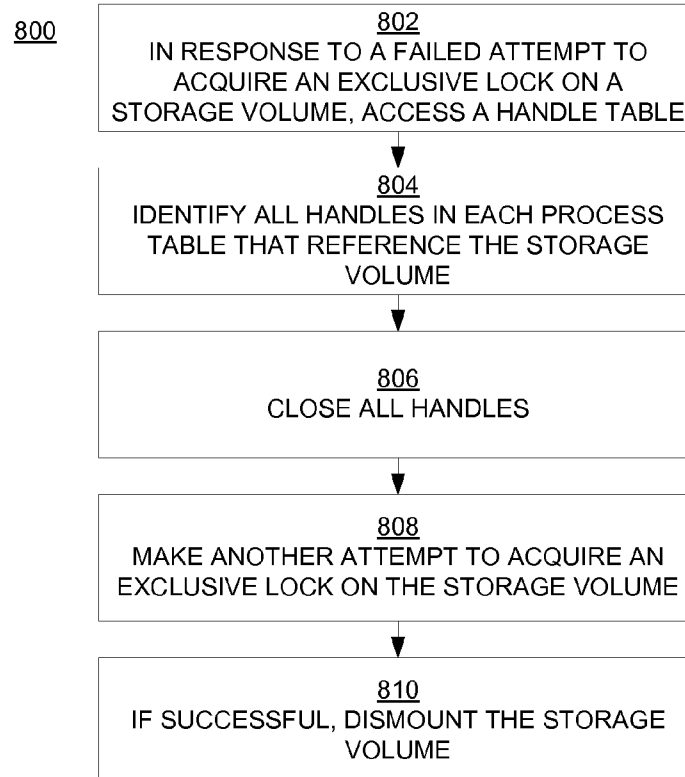 800
802
IN RESPONSE TO A FAILED ATTEMPT TO
ACQUIRE AN EXCLUSIVE LOCK ON A
STORAGE VOLUME, ACCESS A HANDLE TABLE
804
IDENTIFY ALL HANDLES IN EACH PROCESS
TABLE THAT REFERENCE THE STORAGE
VOLUME
806
CLOSE ALL HANDLES
808
MAKE ANOTHER ATTEMPT TO ACQUIRE AN
EXCLUSIVE LOCK ON THE STORAGE VOLUME
810
IF SUCCESSFUL, DISMOUNT THE STORAGE
VOLUME